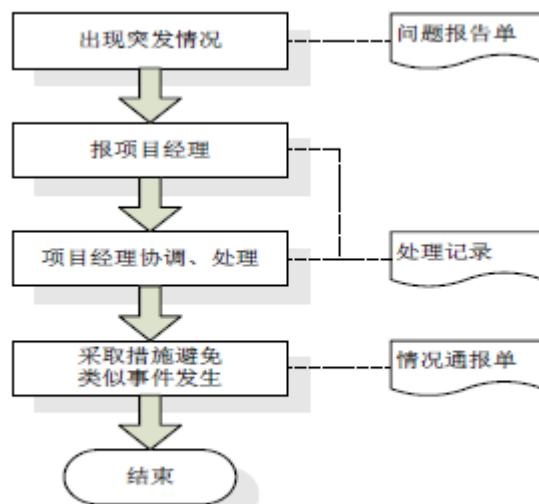 出现突发情况
问题报告单
报项目经理
项目经理协调、处理
处理记录
采取措施避免
类似事件发生
情况通报单
结束